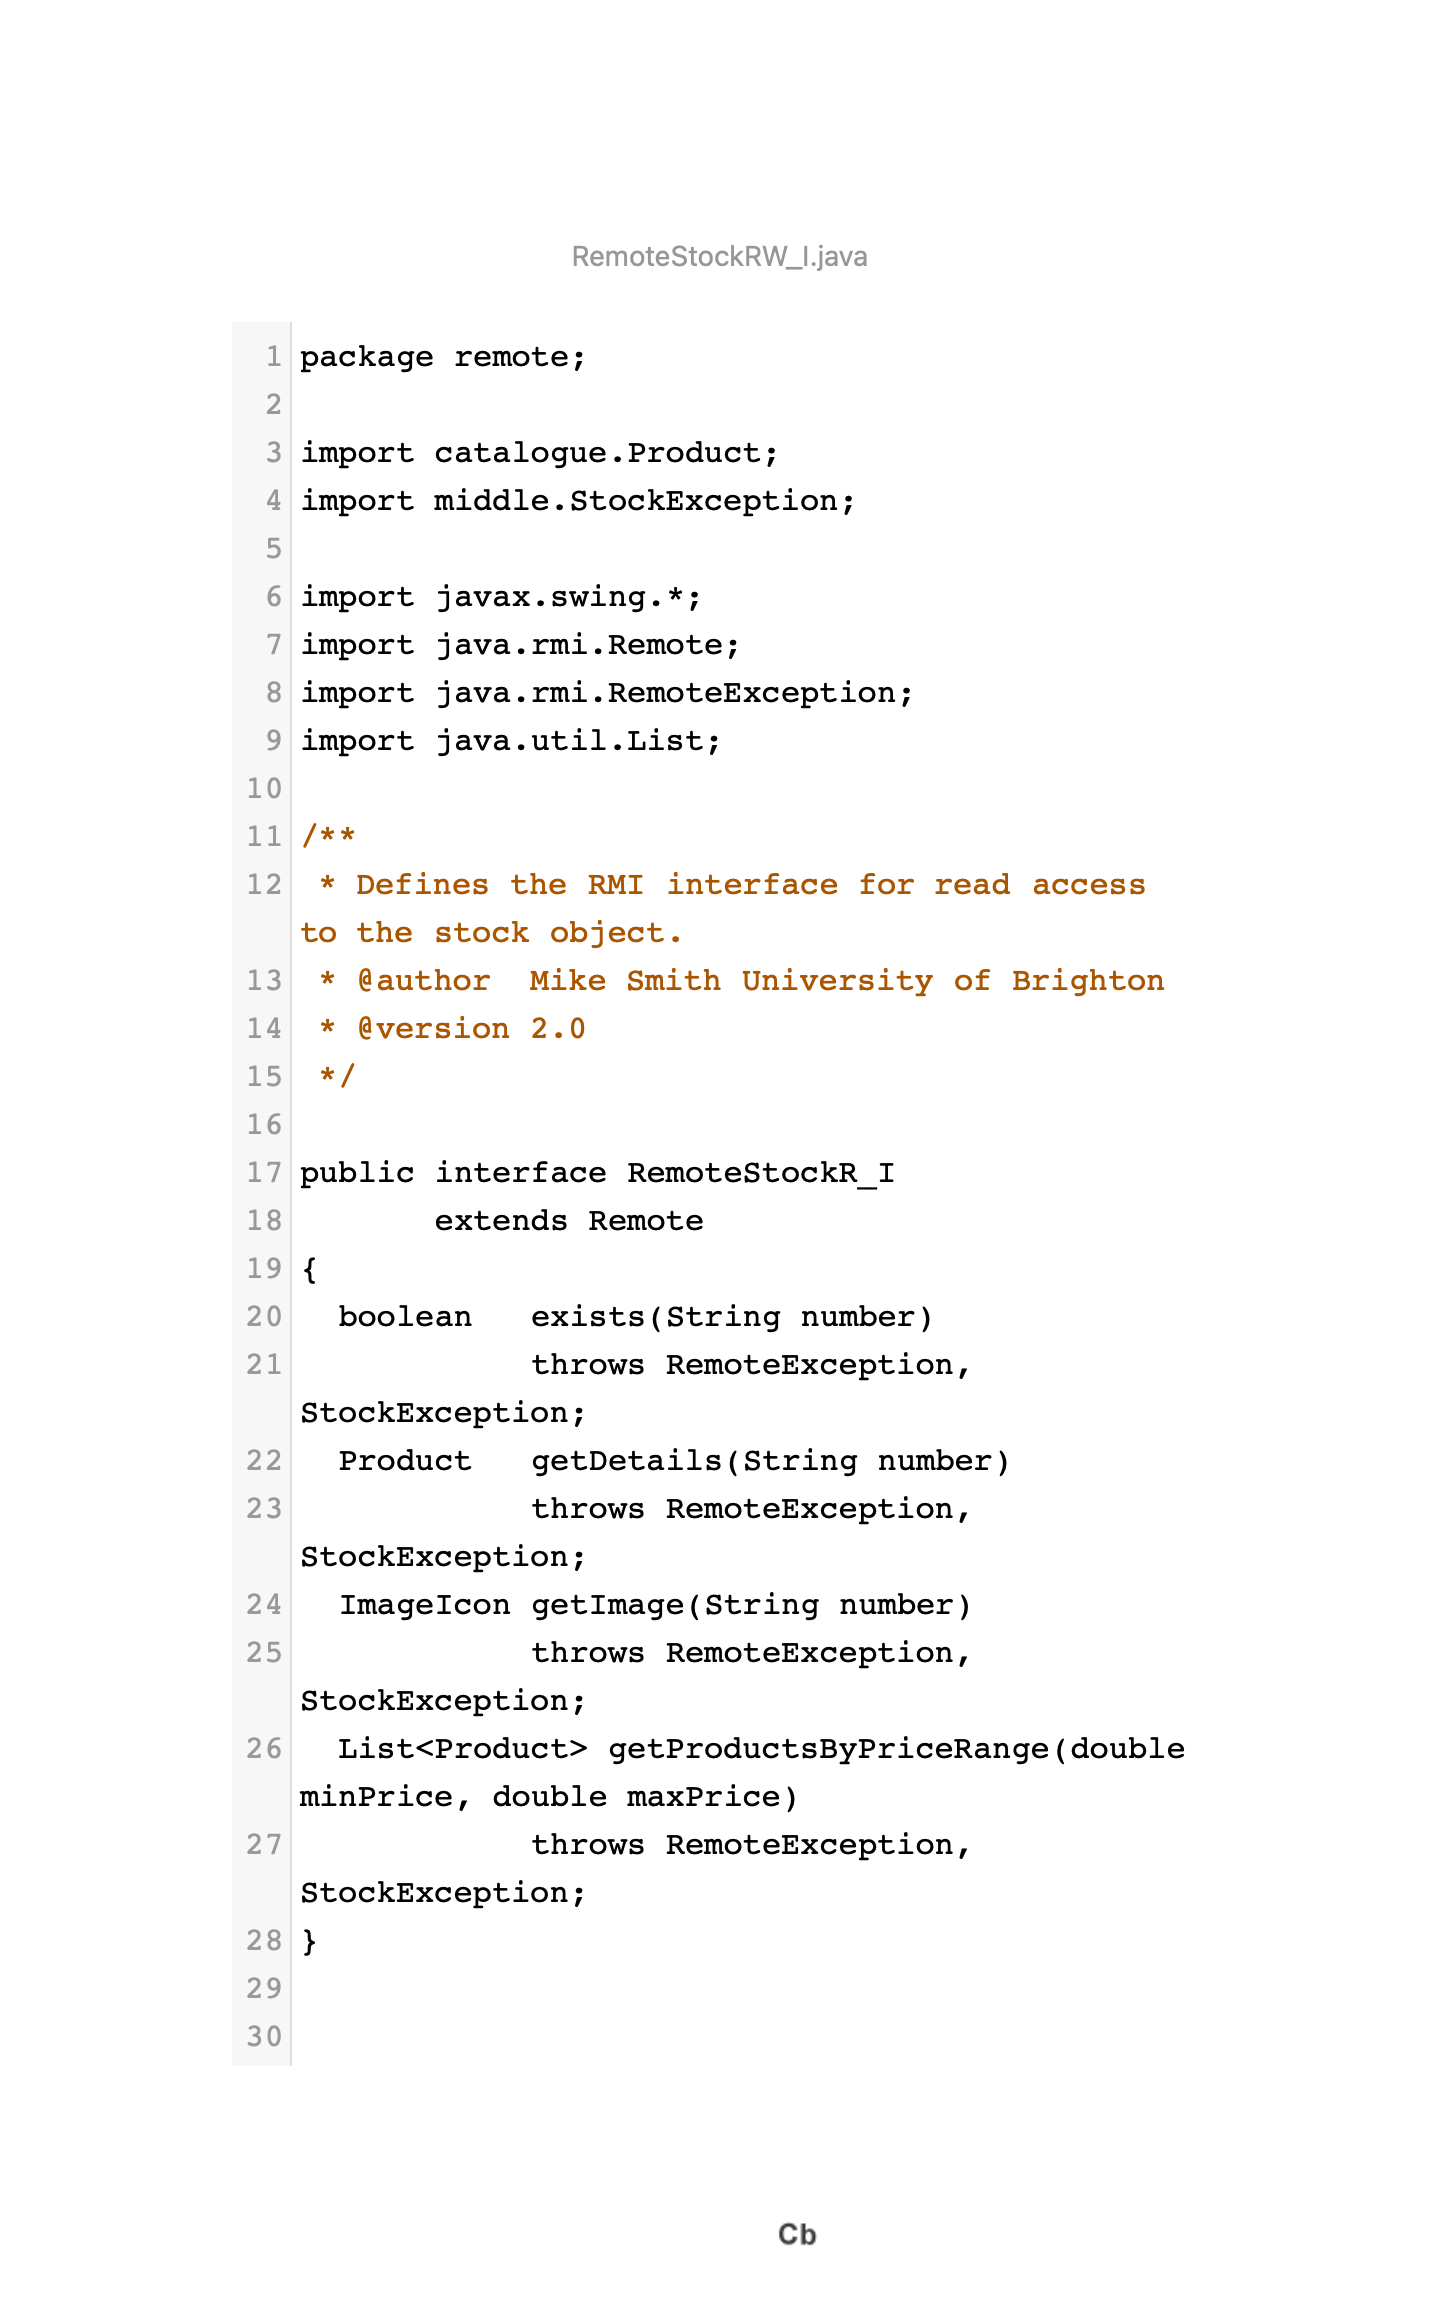 RemoteStockRW_I.java
1 package remote;
2
3 import catalogue.Product;
4 import middle.StockException;
5
6 import javax.swing.*;
7 import java.rmi.Remote;
8 import java.rmi.RemoteException;
9 import java.util.List;
10
11 /**
12  * Defines the RMI interface for read access
to the stock object.
13  * @author  Mike Smith University of Brighton
14  * @version 2.0
15  */
16
17 public interface RemoteStockR_I
18        extends Remote
19 {
20   boolean   exists(String number)
21             throws RemoteException,
StockException;
22   Product   getDetails(String number)
23             throws RemoteException,
StockException;
24   ImageIcon getImage(String number)
25             throws RemoteException,
StockException;
26   List<Product> getProductsByPriceRange(double
minPrice, double maxPrice)
27             throws RemoteException,
StockException;
28 }
29
30
Cb